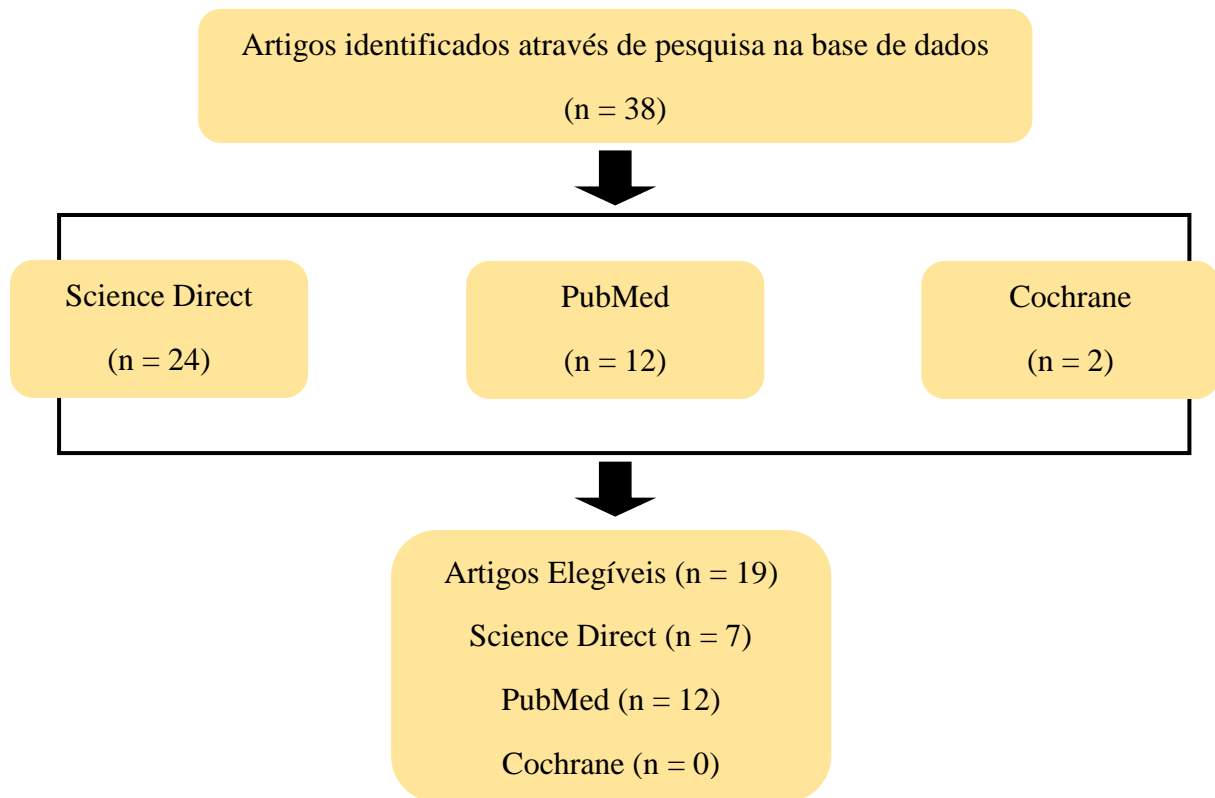 Artigos identificados através de pesquisa na base de dados
(n = 38)
Science Direct
(n = 24)
PubMed
(n = 12)
Cochrane
(n = 2)
Artigos Elegíveis (n = 19)
Science Direct (n = 7)
PubMed (n = 12)
Cochrane (n = 0)